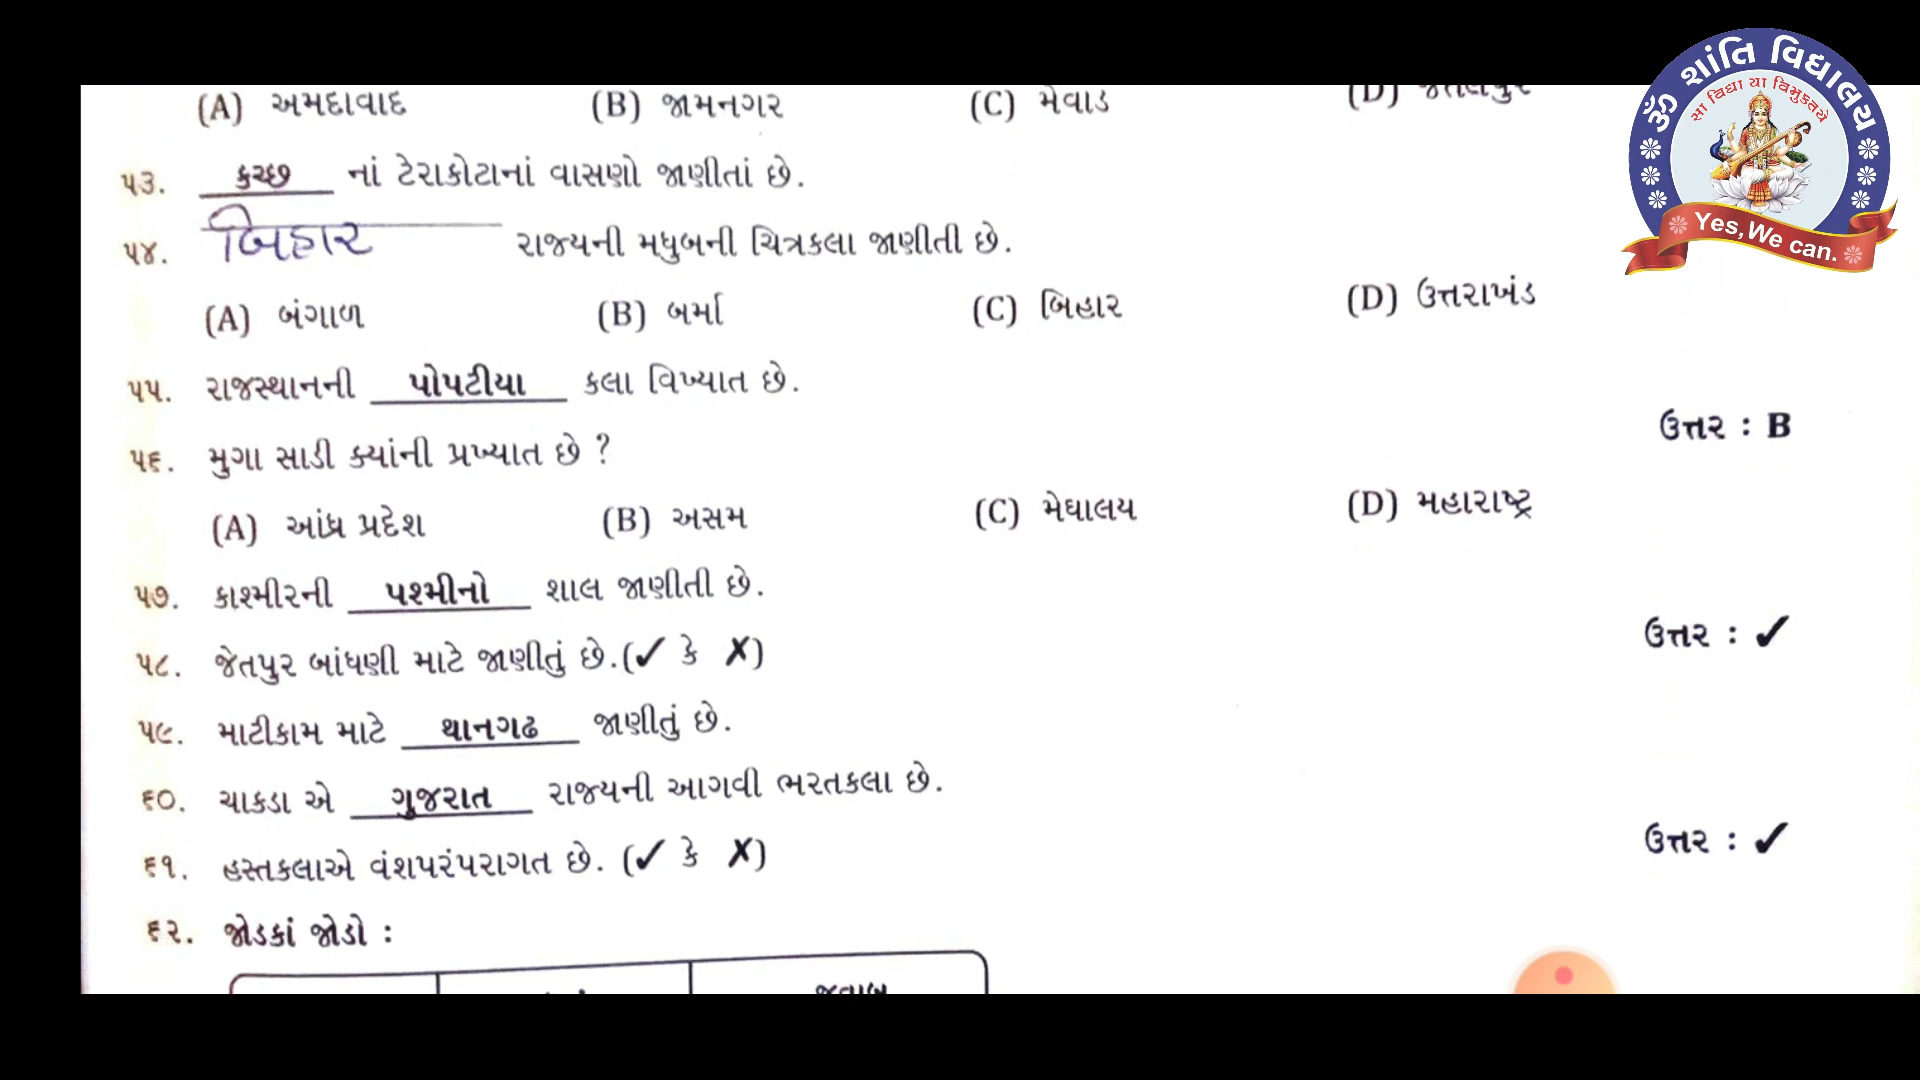 ૐ શાંતિ વિદ્યાલય
સા વિદ્યા યા વિમુક્તયે
Yes, We can.
(A) અમદાવાદ (B) જામનગર (C) મેવાડ (D)
૫૩. કચ્છ નાં ટેરાકોટાનાં વાસણો જાણીતાં છે.
૫૪. બિહાર રાજ્યની મધુબની ચિત્રકલા જાણીતી છે.
(A) બંગાળ (B) બર્મા (C) બિહાર (D) ઉત્તરાખંડ
૫૫. રાજસ્થાનની પોપટીયા કલા વિખ્યાત છે.
ઉત્તર : B
૫૬. મુગા સાડી ક્યાંની પ્રખ્યાત છે ?
(A) આંધ્ર પ્રદેશ (B) અસમ (C) મેઘાલય (D) મહારાષ્ટ્ર
૫૭. કાશ્મીરની પશ્મીનો શાલ જાણીતી છે.
ઉત્તર : ✓
૫૮. જેતપુર બાંધણી માટે જાણીતું છે.(✓ કે ✗)
૫૯. માટીકામ માટે થાનગઢ જાણીતું છે.
૬૦. ચાકડા એ ગુજરાત રાજ્યની આગવી ભરતકલા છે.
ઉત્તર : ✓
૬૧. હસ્તકલાએ વંશપરંપરાગત છે. (✓ કે ✗)
૬૨. જોડકાં જોડો :